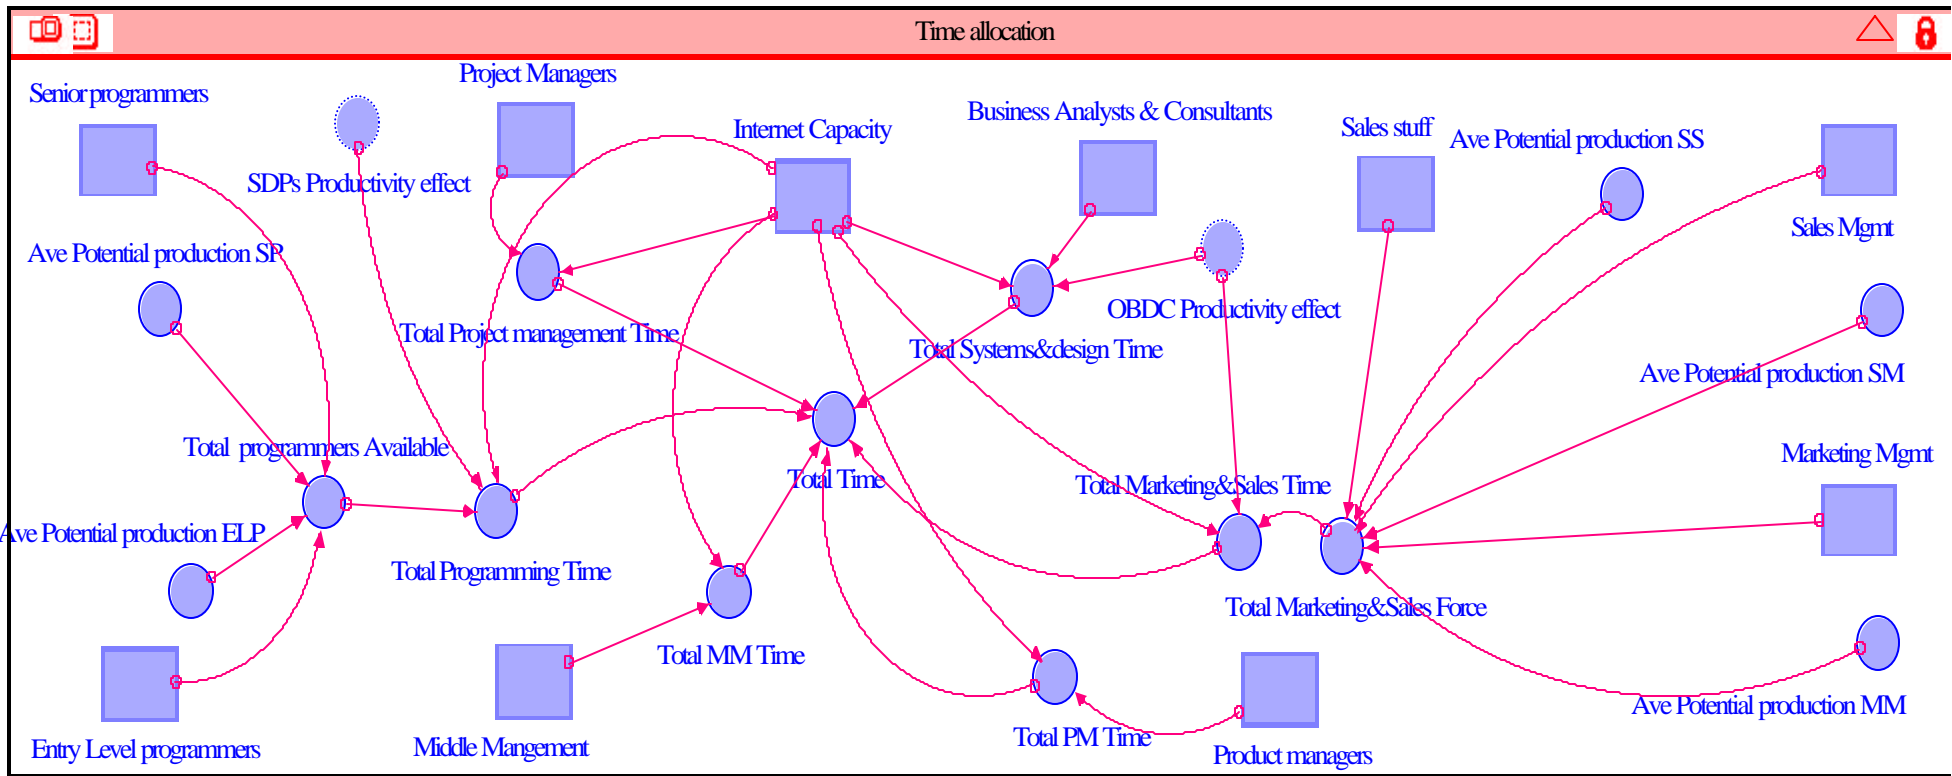 Time allocation
Project Managers
Senior programmers
Business Analysts & Consultants
Internet Capacity
Sales stuff
Ave Potential production SS
SDPs Productivity effect
Sales Mgmt
Ave Potential production SP
OBDC Productivity effect
Total Project management Time
Total Systems&design Time
Ave Potential production SM
Total programmers Available
Marketing Mgmt
Total Time
Total Marketing&Sales Time
Ave Potential production ELP
Total Programming Time
Total Marketing&Sales Force
Total MM Time
Ave Potential production MM
Total PM Time
Entry Level programmers
Middle Mangement
Product managers